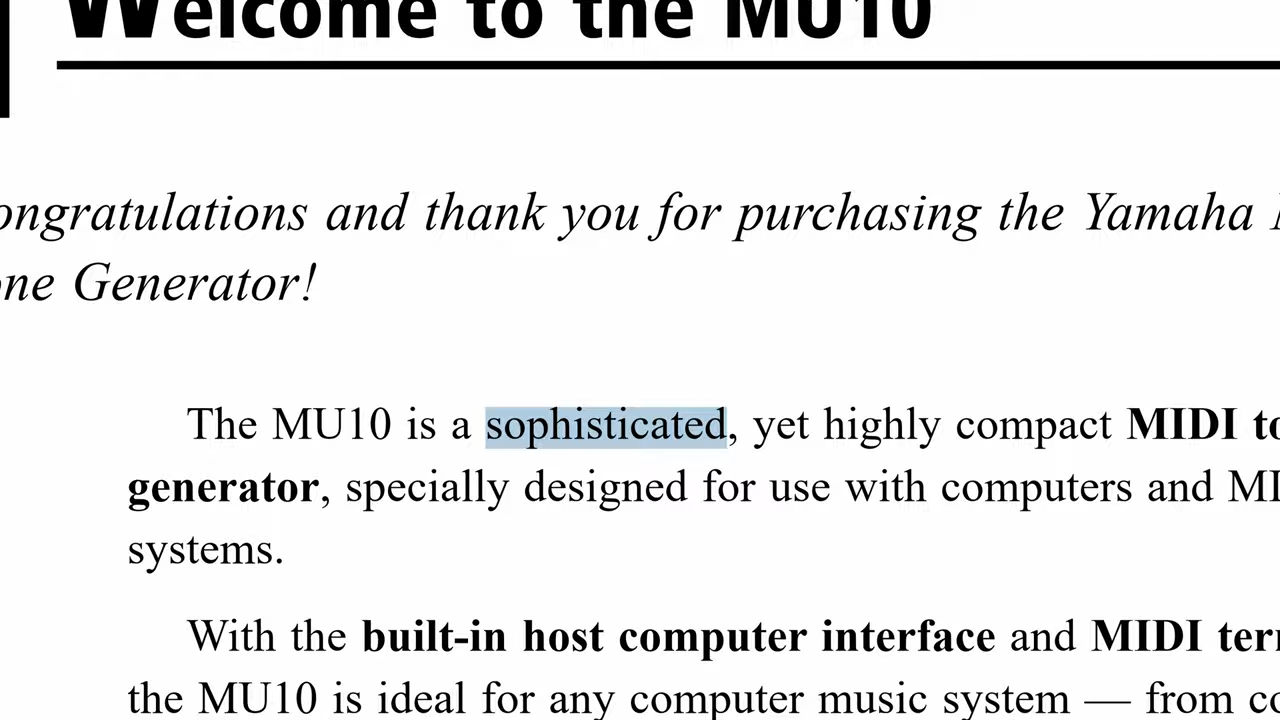 Welcome to the MU10
ongratulations and thank you for purchasing the Yamaha
one Generator!
The MU10 is a sophisticated, yet highly compact MIDI to
generator, specially designed for use with computers and MI
systems.
With the built-in host computer interface and MIDI ter
the MU10 is ideal for any computer music system — from co